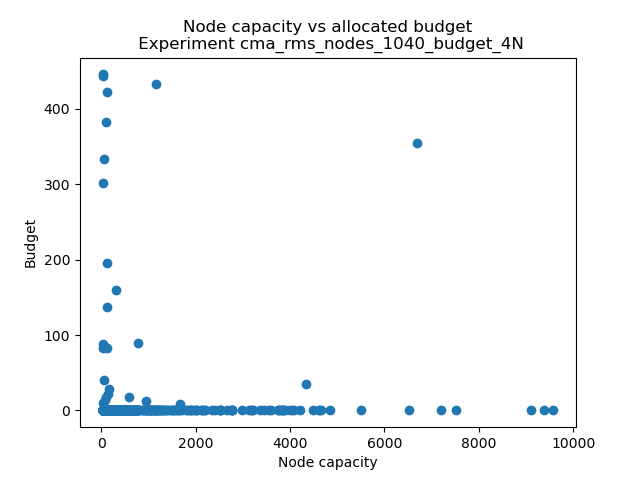 Node capacity vs allocated budget
Experiment cma_rms_nodes_1040_budget_4N
Budget
400
300
200
100
0
0 2000 4000 6000 8000 10000
Node capacity